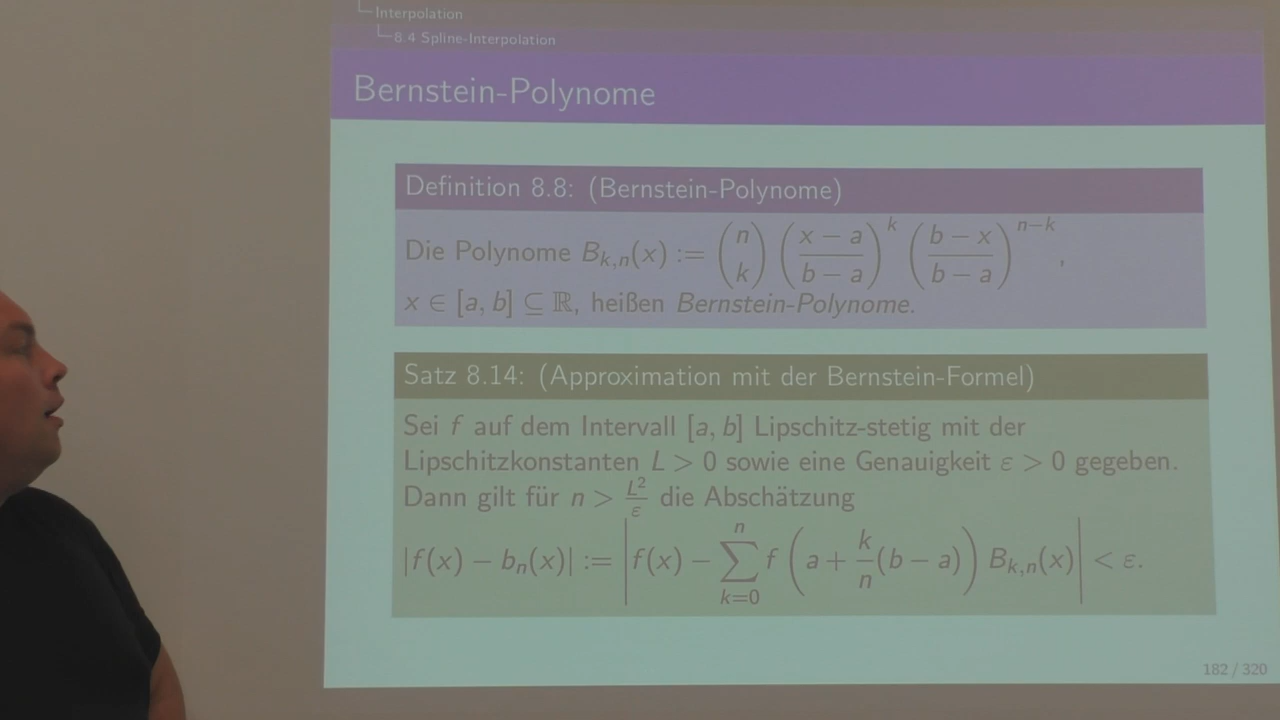 Interpolation
8.4 Spline-Interpolation
Bernstein-Polynome
Definition 8.8: (Bernstein-Polynome)
Die Polynome $B_{k,n}(x) := \binom{n}{k} \left(\frac{x-a}{b-a}\right)^k \left(\frac{b-x}{b-a}\right)^{n-k}$,
$x \in [a, b] \subseteq \mathbb{R}$, heißen Bernstein-Polynome.
Satz 8.14: (Approximation mit der Bernstein-Formel)
Sei $f$ auf dem Intervall $[a, b]$ Lipschitz-stetig mit der
Lipschitzkonstanten $L > 0$ sowie eine Genauigkeit $\varepsilon > 0$ gegeben.
Dann gilt für $n > \frac{L^2}{\varepsilon}$ die Abschätzung
$|f(x) - b_n(x)| := \left| f(x) - \sum_{k=0}^{n} f\left(a + \frac{k}{n}(b - a)\right) B_{k,n}(x) \right| < \varepsilon.$
182 / 320